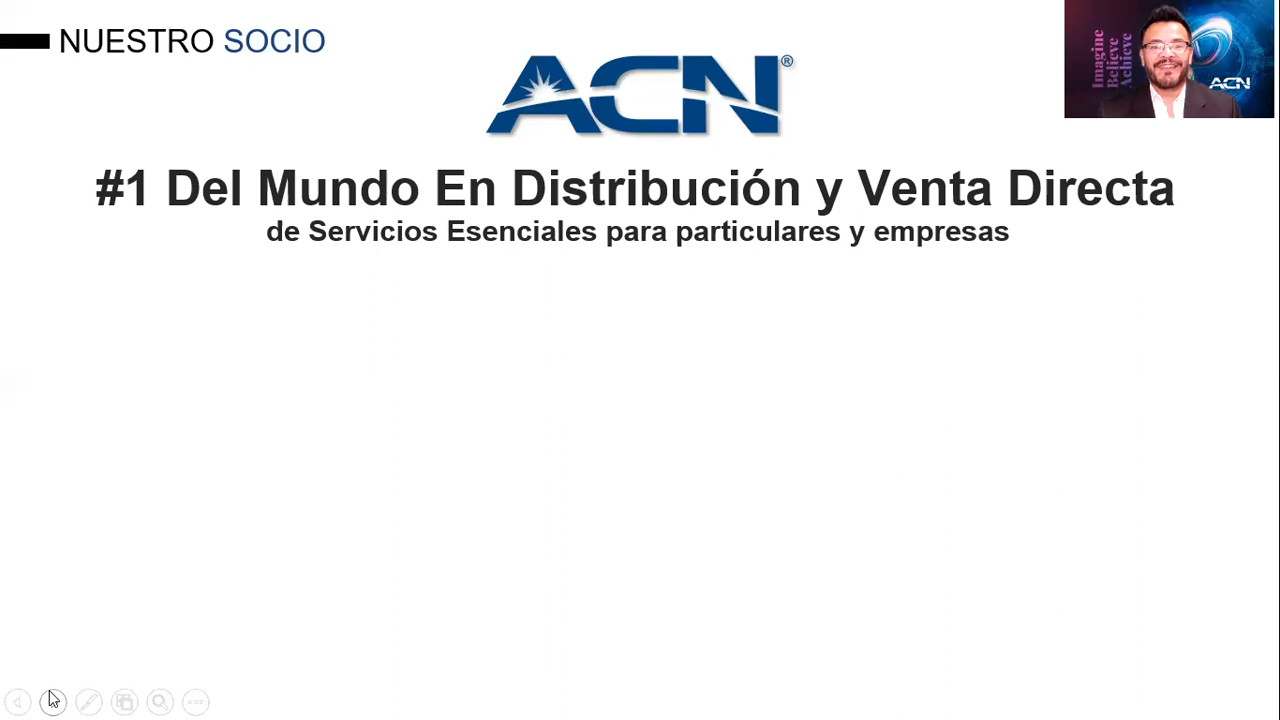 NUESTRO SOCIO
ACN®
#1 Del Mundo En Distribución y Venta Directa
de Servicios Esenciales para particulares y empresas
Imagine
Believe
Achieve
ACN